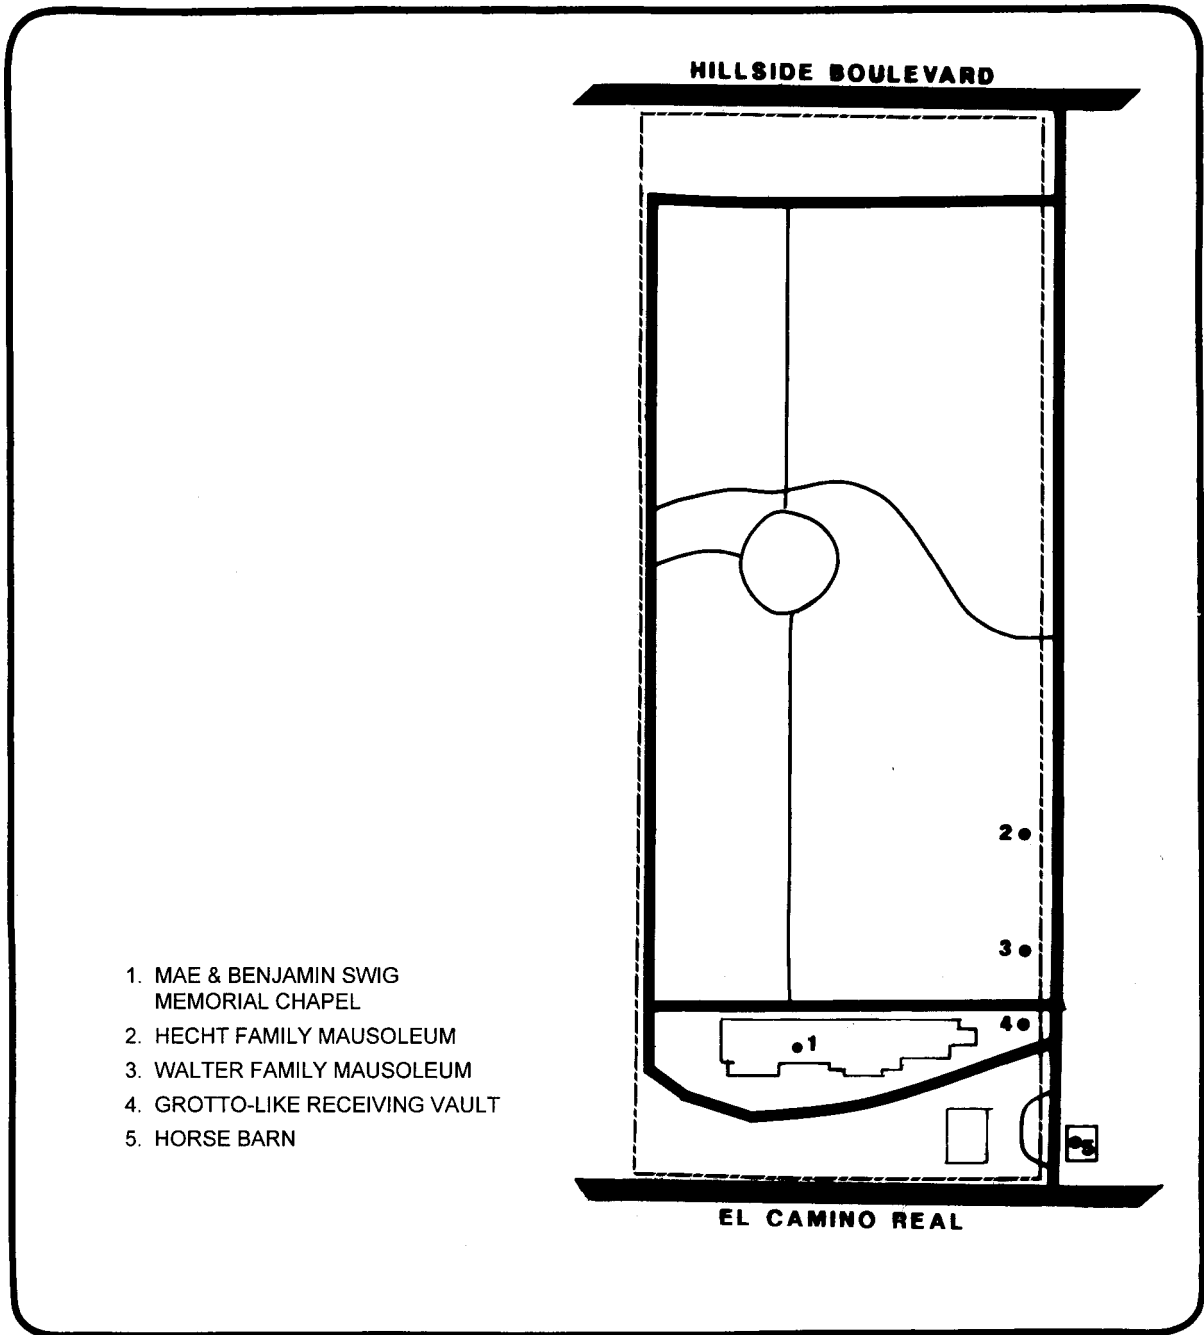 HILLSIDE BOULEVARD
2
3
4
1
5
1. MAE & BENJAMIN SWIG
MEMORIAL CHAPEL
2. HECHT FAMILY MAUSOLEUM
3. WALTER FAMILY MAUSOLEUM
4. GROTTO-LIKE RECEIVING VAULT
5. HORSE BARN
EL CAMINO REAL